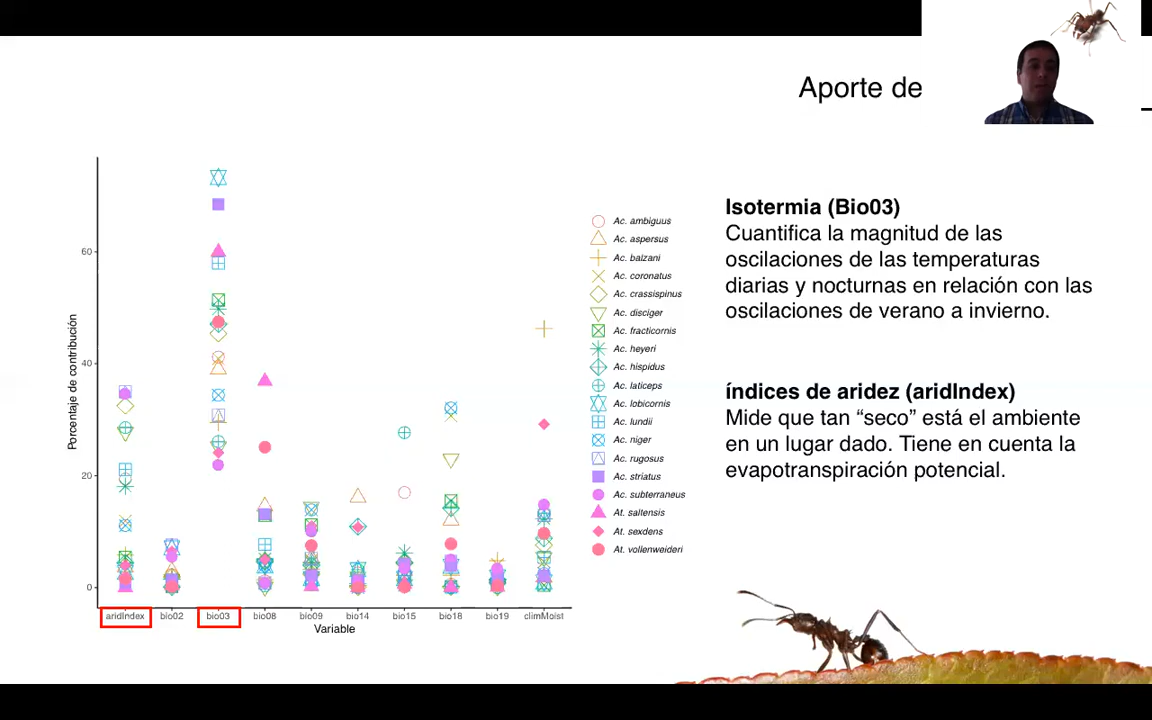 Aporte de
Isotermia (Bio03)
Cuantifica la magnitud de las
oscilaciones de las temperaturas
diarias y nocturnas en relación con las
oscilaciones de verano a invierno.
índices de aridez (aridIndex)
Mide que tan “seco” está el ambiente
en un lugar dado. Tiene en cuenta la
evapotranspiración potencial.
Porcentaje de contribución
60
40
20
0
aridIndex
bio02
bio03
bio08
bio09
bio14
bio15
bio18
bio19
climMoist
Variable
Ac. ambiguus
Ac. aspersus
Ac. balzani
Ac. coronatus
Ac. crassispinus
Ac. disciger
Ac. fracticornis
Ac. heyeri
Ac. hispidus
Ac. laticeps
Ac. lobicornis
Ac. lundii
Ac. niger
Ac. rugosus
Ac. striatus
Ac. subterraneus
At. saltensis
At. sexdens
At. vollenweideri